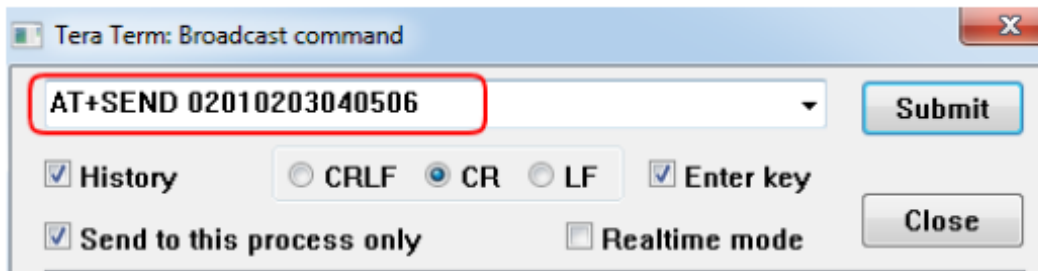 Tera Term: Broadcast command
AT+SEND 02010203040506
Submit
History CRLF CR LF Enter key
Close
Send to this process only Realtime mode